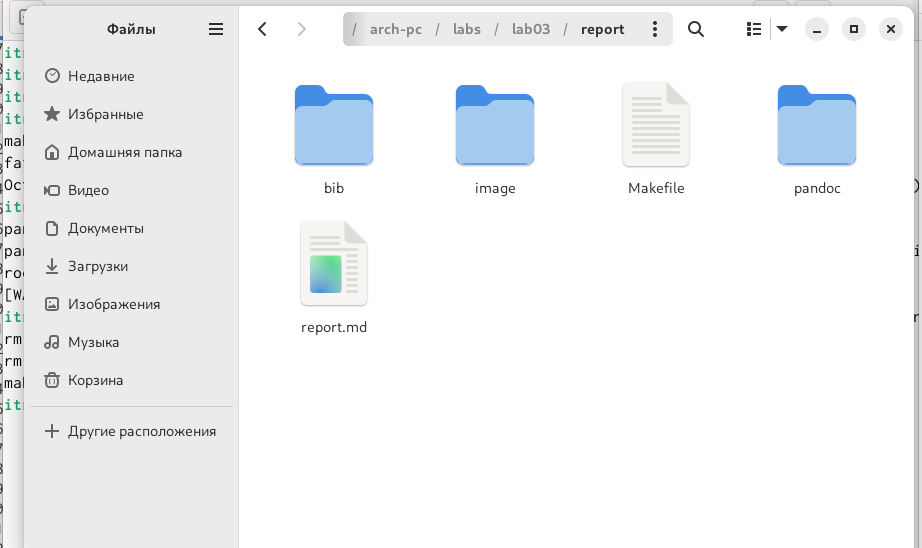 Файлы
/ arch-pc / labs / lab03 / report
Недавние
Избранные
Домашняя папка
Видео
Документы
Загрузки
Изображения
Музыка
Корзина
Другие расположения
bib
image
Makefile
pandoc
report.md